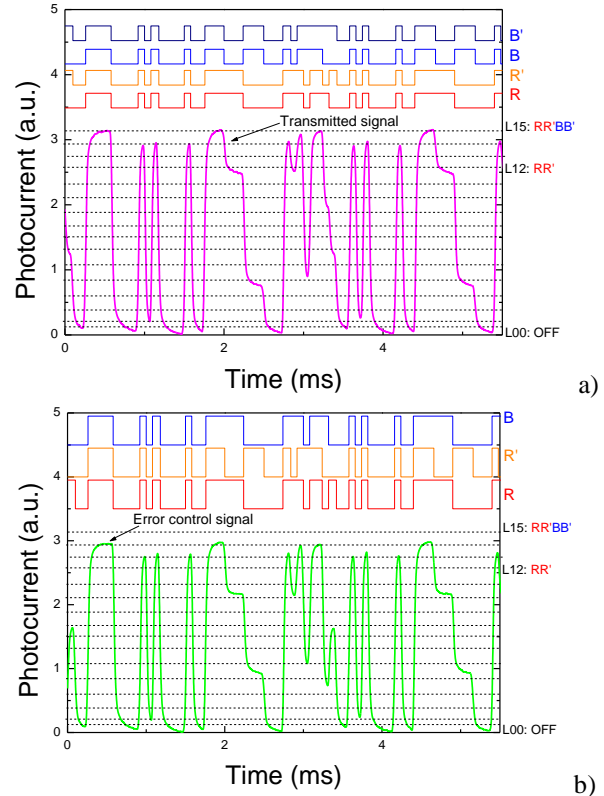 5
4
3
2
1
0
Photocurrent (a.u.)
B'
B
R'
R
Transmitted signal
L15: RR'BB'
L12: RR'
L00: OFF
0 2 4
Time (ms)
a)
5
4
3
2
1
0
Photocurrent (a.u.)
B
R'
R
Error control signal
L15: RR'BB'
L12: RR'
L00: OFF
0 2 4
Time (ms)
b)